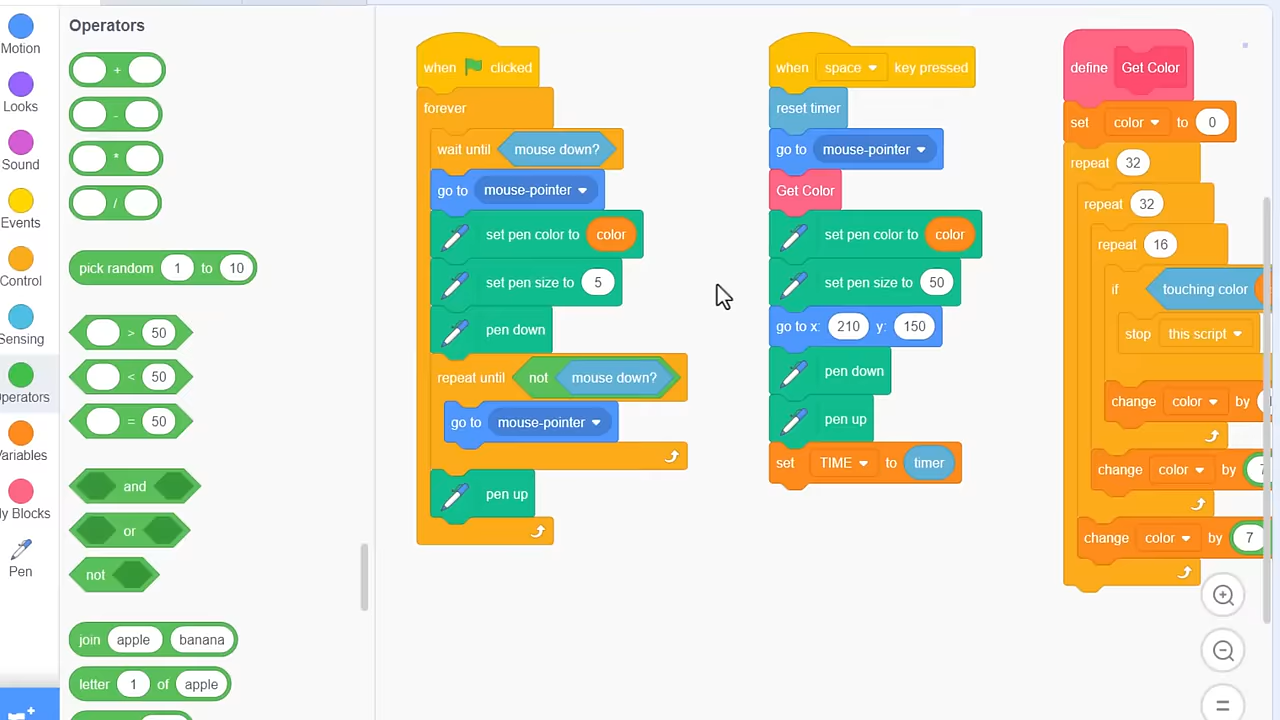 Motion
Looks
Sound
Events
Control
Sensing
Operators
Variables
My Blocks
Pen
Operators
+
-
*
/
pick random 1 to 10
> 50
< 50
= 50
and
or
not
join apple banana
letter 1 of apple
when clicked
forever
wait until mouse down?
go to mouse-pointer
set pen color to color
set pen size to 5
pen down
repeat until not mouse down?
go to mouse-pointer
pen up
when space key pressed
reset timer
go to mouse-pointer
Get Color
set pen color to color
set pen size to 50
go to x: 210 y: 150
pen down
pen up
set TIME to timer
define Get Color
set color to 0
repeat 32
repeat 32
repeat 16
if touching color
stop this script
change color by
change color by 7
change color by 7